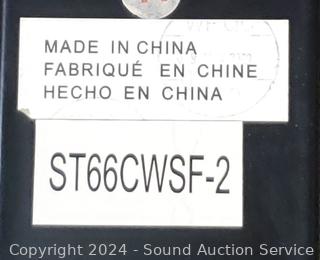 MADE IN CHINA
FABRIQUÉ EN CHINE
HECHO EN CHINA
ST66CWSF-2
Copyright 2024 - Sound Auction Service